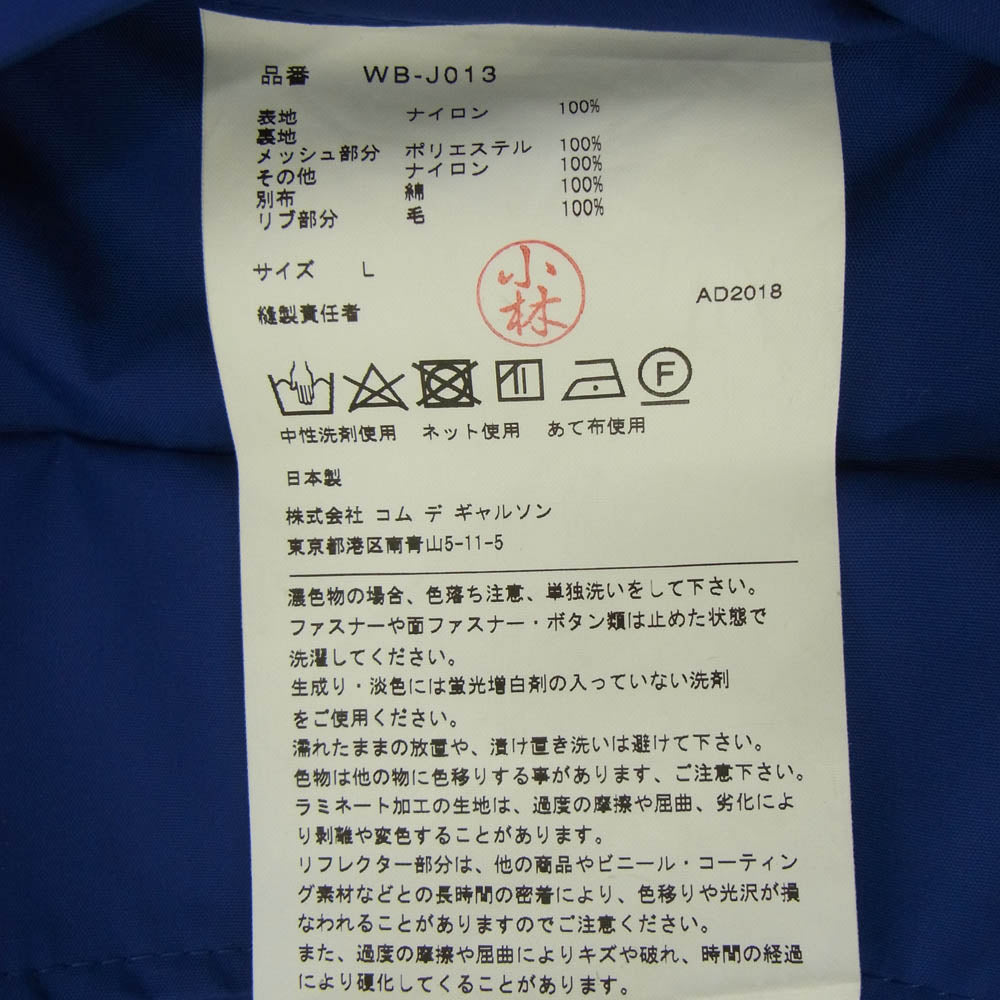 品番 WB-J013
表地 ナイロン 100%
裏地
メッシュ部分 ポリエステル 100%
その他 ナイロン 100%
別布 綿 100%
リブ部分 毛 100%
サイズ L
小林
AD2018
縫製責任者
F
中性洗剤使用 ネット使用 あて布使用
日本製
株式会社 コム デ ギャルソン
東京都港区南青山5-11-5
濃色物の場合、色落ち注意、単独洗いをして下さい。
ファスナーや面ファスナー・ボタン類は止めた状態で
洗濯してください。
生成り・淡色には蛍光増白剤の入っていない洗剤
をご使用ください。
濡れたままの放置や、漬け置き洗いは避けて下さい。
色物は他の物に色移りする事があります、ご注意下さい。
ラミネート加工の生地は、過度の摩擦や屈曲、劣化によ
り剥離や変色することがあります。
リフレクター部分は、他の商品やビニール・コーティン
グ素材などとの長時間の密着により、色移りや光沢が損
なわれることがありますのでご注意ください。
また、過度の摩擦や屈曲によりキズや破れ、時間の経過
により硬化してくることがあります。